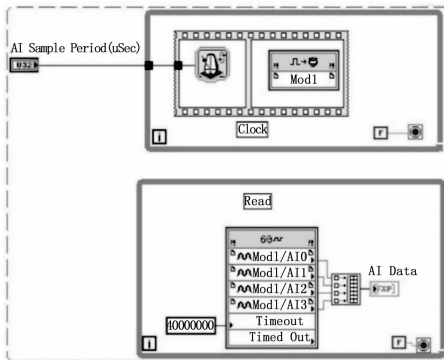 AI Sample Period(uSec)
U32
Mod1
Clock
i
F
Read
Mod1/AI0
Mod1/AI1
Mod1/AI2
Mod1/AI3
AI Data
FXP
40000000
Timeout
Timed Out
i
F